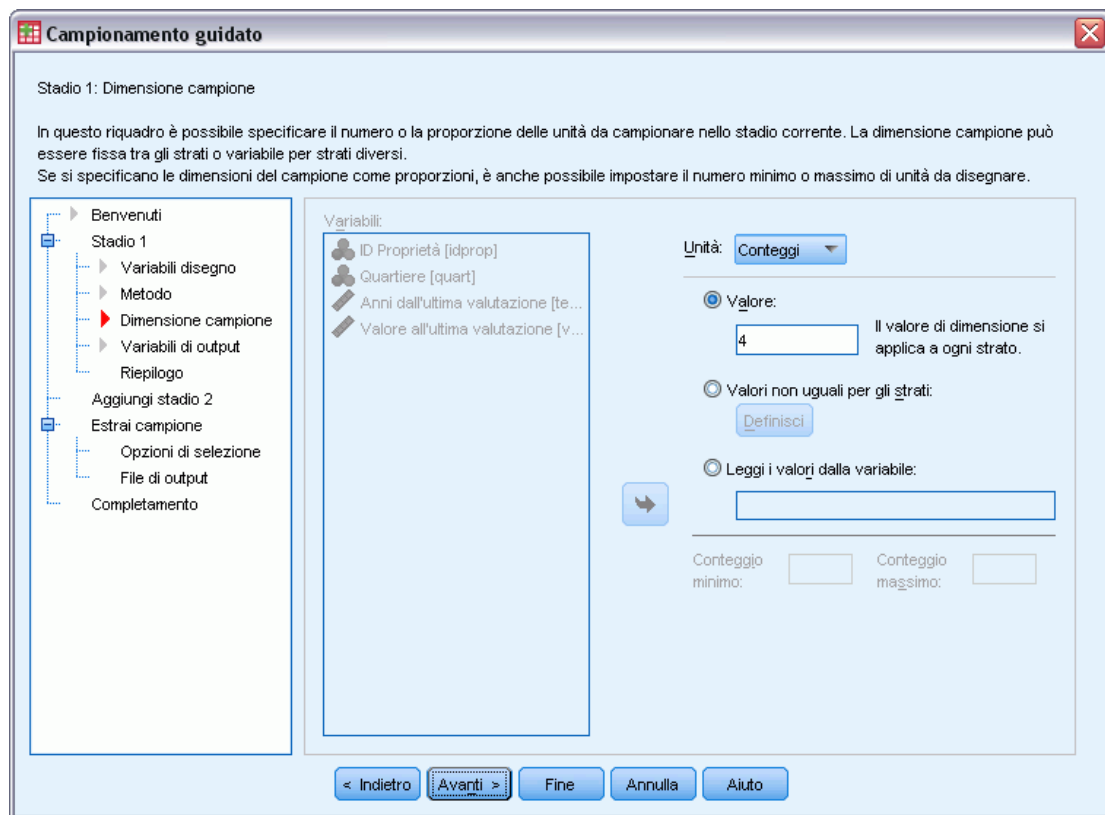 Campionamento guidato
Stadio 1: Dimensione campione
In questo riquadro è possibile specificare il numero o la proporzione delle unità da campionare nello stadio corrente. La dimensione campione può
essere fissa tra gli strati o variabile per strati diversi.
Se si specificano le dimensioni del campione come proporzioni, è anche possibile impostare il numero minimo o massimo di unità da disegnare.
Benvenuti
Stadio 1
Variabili disegno
Metodo
Dimensione campione
Variabili di output
Riepilogo
Aggiungi stadio 2
Estrai campione
Opzioni di selezione
File di output
Completamento
Variabili:
ID Proprietà [idprop]
Quartiere [quart]
Anni dall'ultima valutazione [te...
Valore all'ultima valutazione [v...
Unità: Conteggi
Valore:
4
Il valore di dimensione si
applica a ogni strato.
Valori non uguali per gli strati:
Definisci
Leggi i valori dalla variabile:
Conteggio
minimo:
Conteggio
massimo:
< Indietro Avanti > Fine Annulla Aiuto